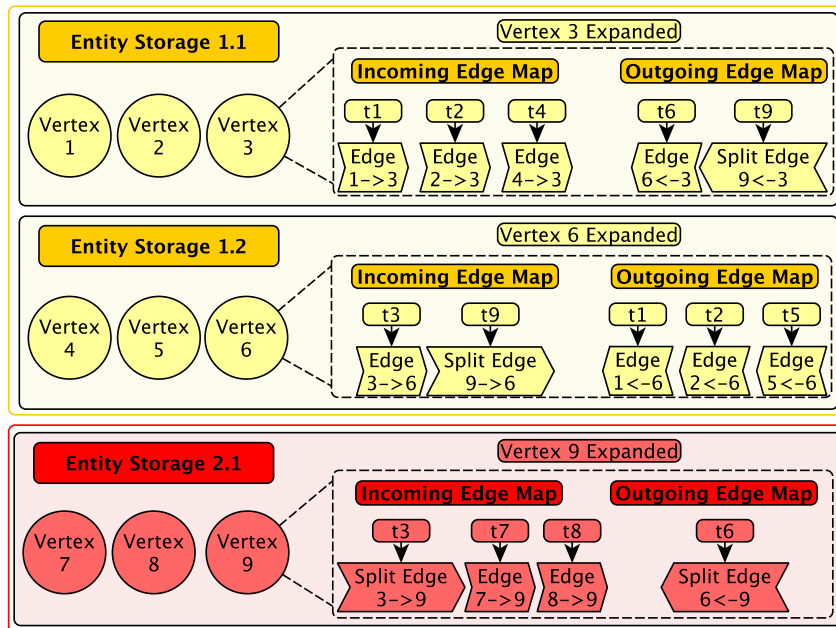 Entity Storage 1.1
Vertex 3 Expanded
Vertex
1
Vertex
2
Vertex
3
Incoming Edge Map
Outgoing Edge Map
t1
t2
t4
t6
t9
Edge
1->3
Edge
2->3
Edge
4->3
Edge
6<-3
Split Edge
9<-3
Entity Storage 1.2
Vertex 6 Expanded
Vertex
4
Vertex
5
Vertex
6
Incoming Edge Map
Outgoing Edge Map
t3
t9
t1
t2
t5
Edge
3->6
Split Edge
9->6
Edge
1<-6
Edge
2<-6
Edge
5<-6
Entity Storage 2.1
Vertex 9 Expanded
Vertex
7
Vertex
8
Vertex
9
Incoming Edge Map
Outgoing Edge Map
t3
t7
t8
t6
Split Edge
3->9
Edge
7->9
Edge
8->9
Split Edge
6<-9